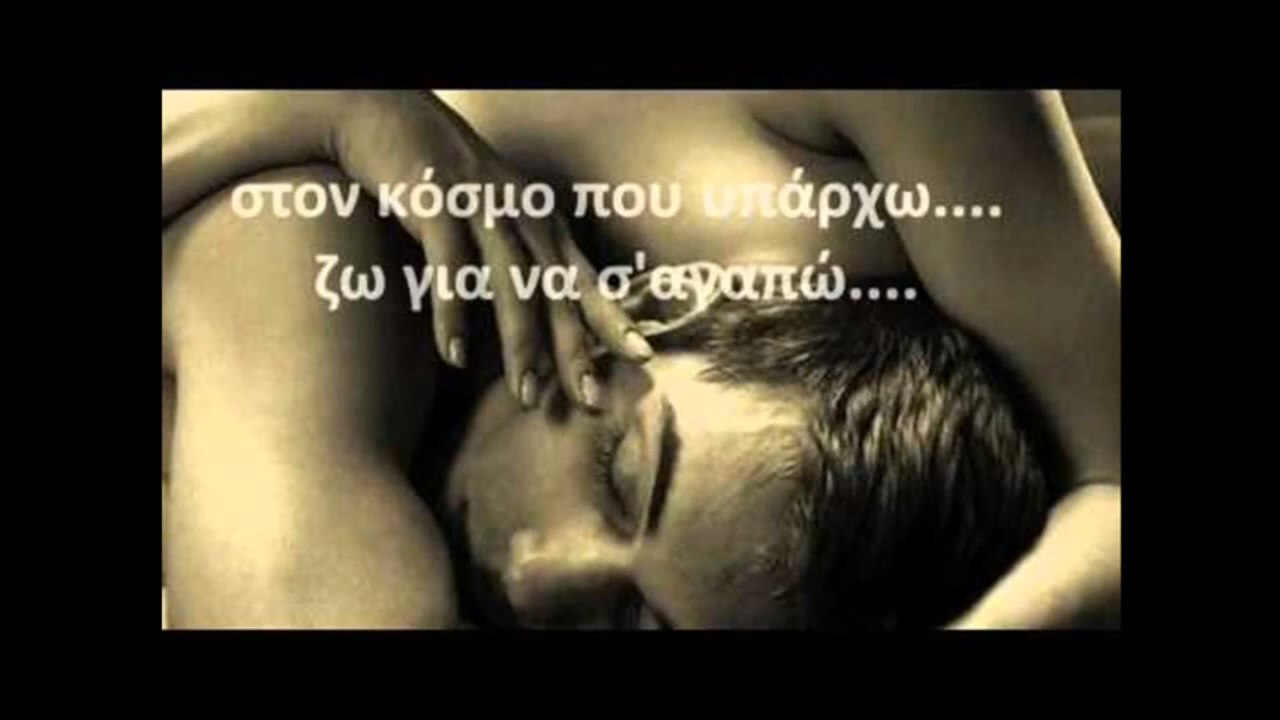 στον κόσμο που υπάρχω....
ζω για να σ'αγαπώ....